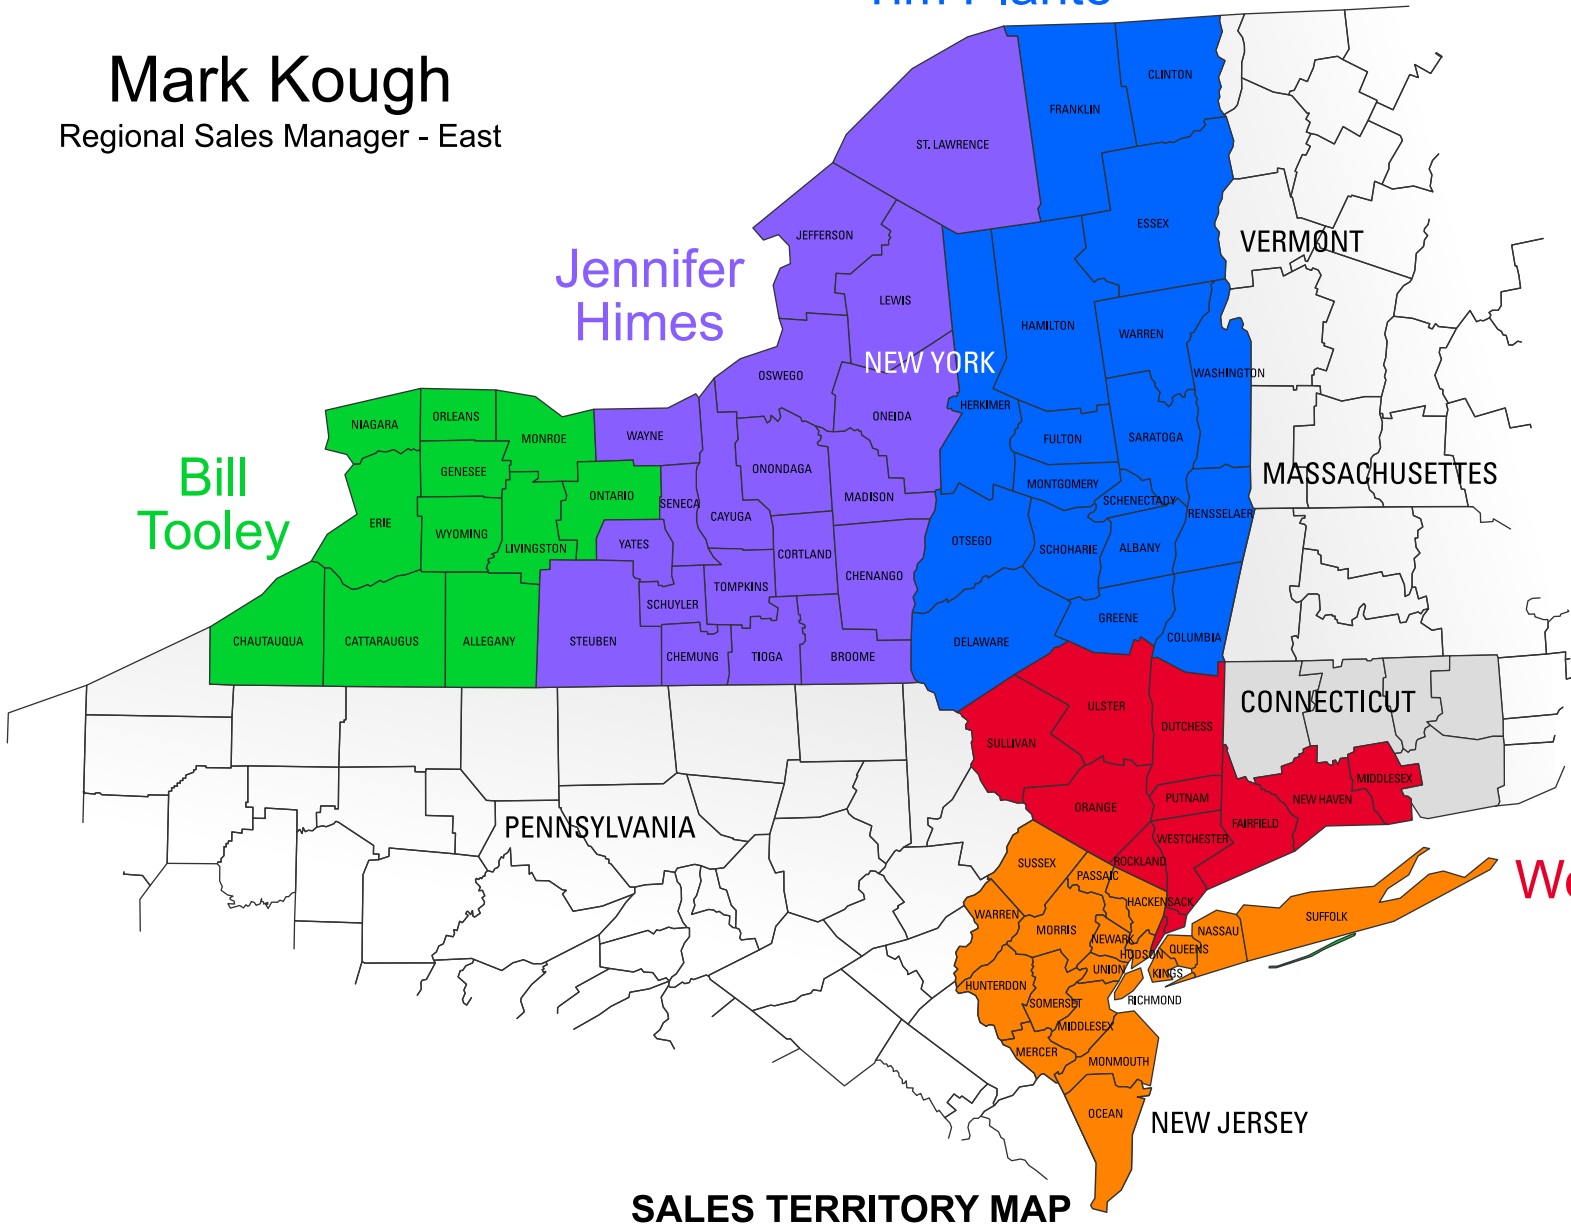 Mark Kough
Regional Sales Manager - East
CLINTON
FRANKLIN
ST. LAWRENCE
ESSEX
JEFFERSON
VERMONT
Jennifer
Himes
LEWIS
HAMILTON
WARREN
NEW YORK
WASHINGTON
OSWEGO
HERKIMER
ONEIDA
NIAGARA
ORLEANS
MONROE
WAYNE
FULTON
SARATOGA
Bill
Tooley
GENESEE
ONONDAGA
MASSACHUSETTES
MONTGOMERY
ONTARIO
SENECA
MADISON
SCHENECTADY
CAYUGA
RENSSELAER
ERIE
WYOMING
LIVINGSTON
YATES
CORTLAND
OTSEGO
SCHOHARIE
ALBANY
CHENANGO
TOMPKINS
SCHUYLER
GREENE
CHAUTAUQUA
CATTARAUGUS
ALLEGANY
STEUBEN
CHEMUNG
TIOGA
BROOME
DELAWARE
COLUMBIA
CONNECTICUT
ULSTER
DUTCHESS
SULLIVAN
MIDDLESEX
NEW HAVEN
ORANGE
PUTNAM
FAIRFIELD
PENNSYLVANIA
WESTCHESTER
ROCKLAND
SUSSEX
PASSAIC
HACKENSACK
WARREN
MORRIS
NEWARK
HUDSON
NASSAU
SUFFOLK
QUEENS
UNION
KINGS
HUNTERDON
SOMERSET
RICHMOND
MIDDLESEX
MERCER
MONMOUTH
OCEAN
NEW JERSEY
SALES TERRITORY MAP